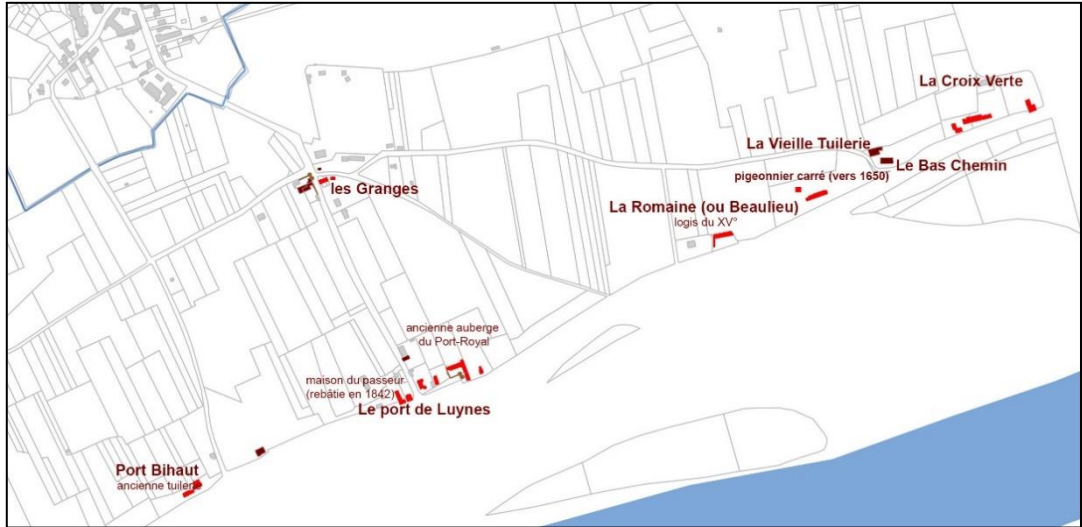 La Croix Verte
La Vieille Tuilerie
Le Bas Chemin
pigeonnier carré (vers 1650)
les Granges
La Romaine (ou Beaulieu)
logis du XV°
ancienne auberge
du Port-Royal
maison du passeur
(rebâtie en 1842)
Le port de Luynes
Port Bihaut
ancienne tuilerie